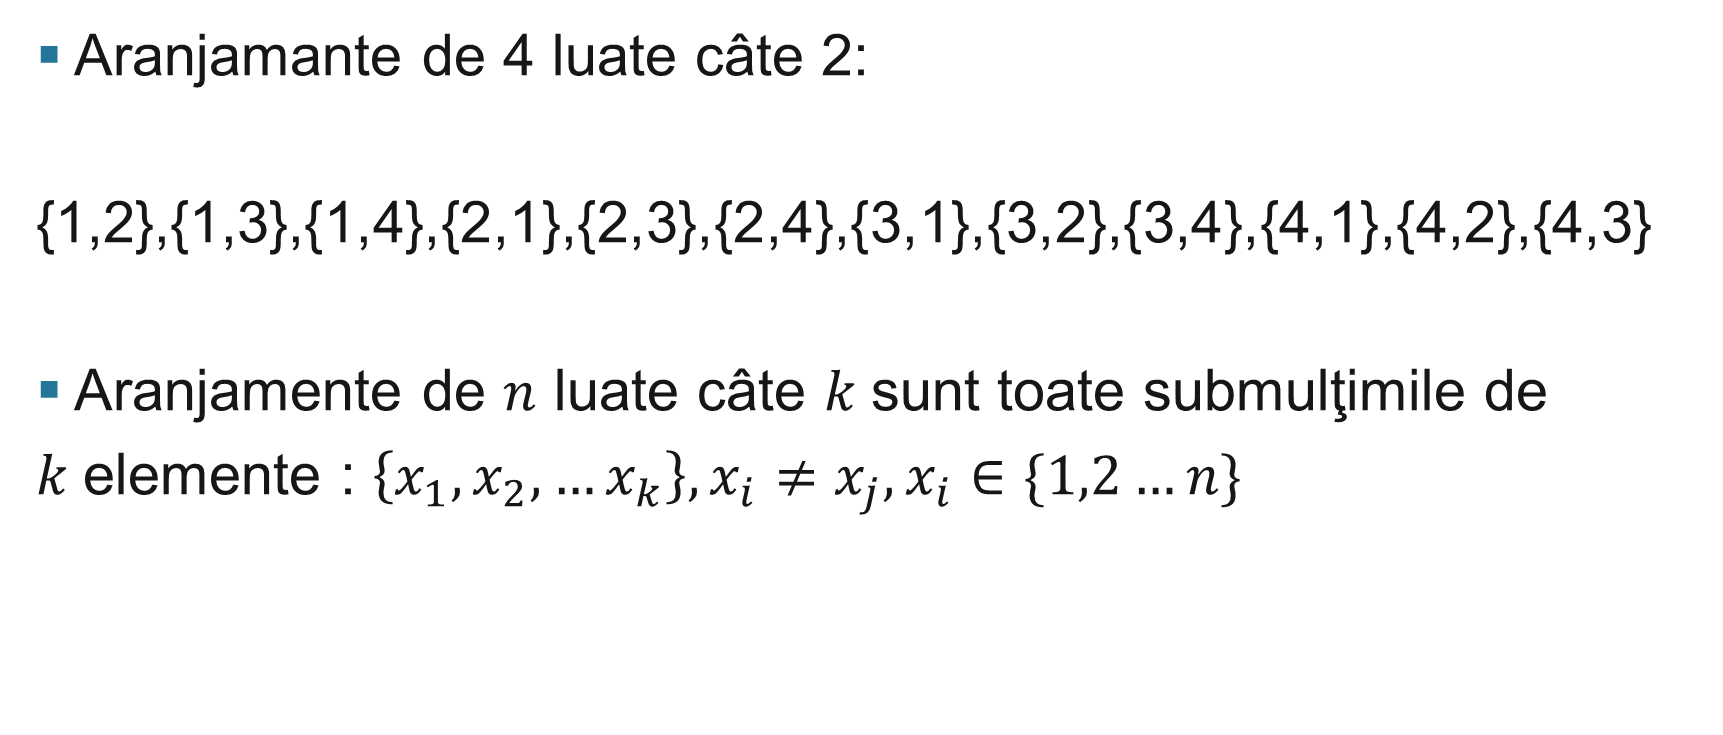 ▪ Aranjamante de 4 luate câte 2:
{1,2},{1,3},{1,4},{2,1},{2,3},{2,4},{3,1},{3,2},{3,4},{4,1},{4,2},{4,3}
▪ Aranjamente de n luate câte k sunt toate submulţimile de
k elemente : {x₁, x₂, … xₖ}, xᵢ ≠ xⱼ, xᵢ ∈ {1,2 … n}